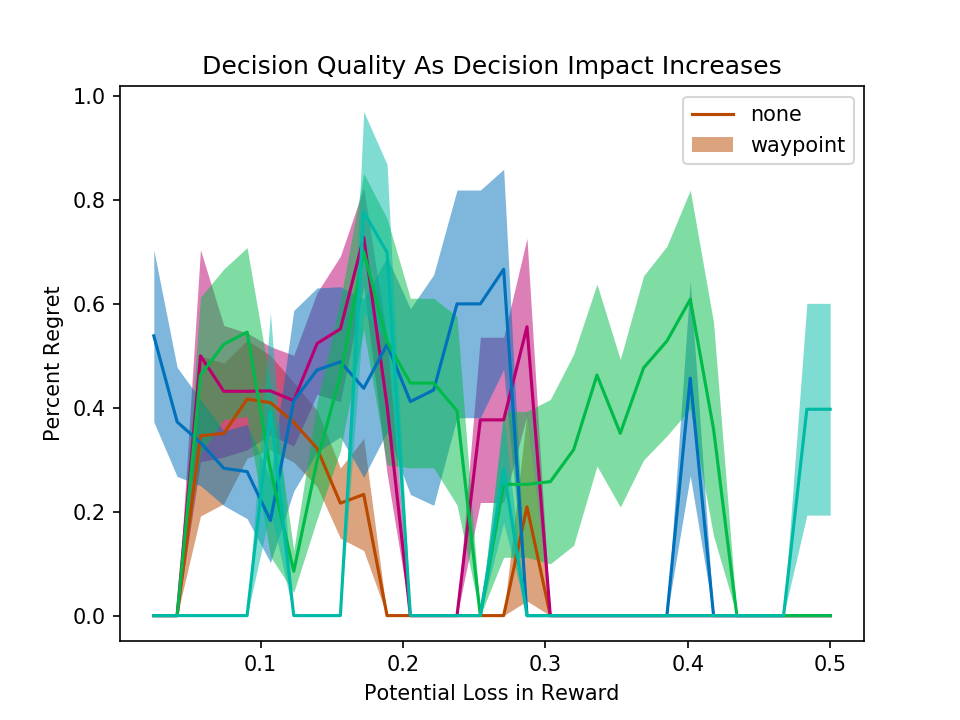 Decision Quality As Decision Impact Increases
none
waypoint
Percent Regret
1.0
0.8
0.6
0.4
0.2
0.0
0.1 0.2 0.3 0.4 0.5
Potential Loss in Reward